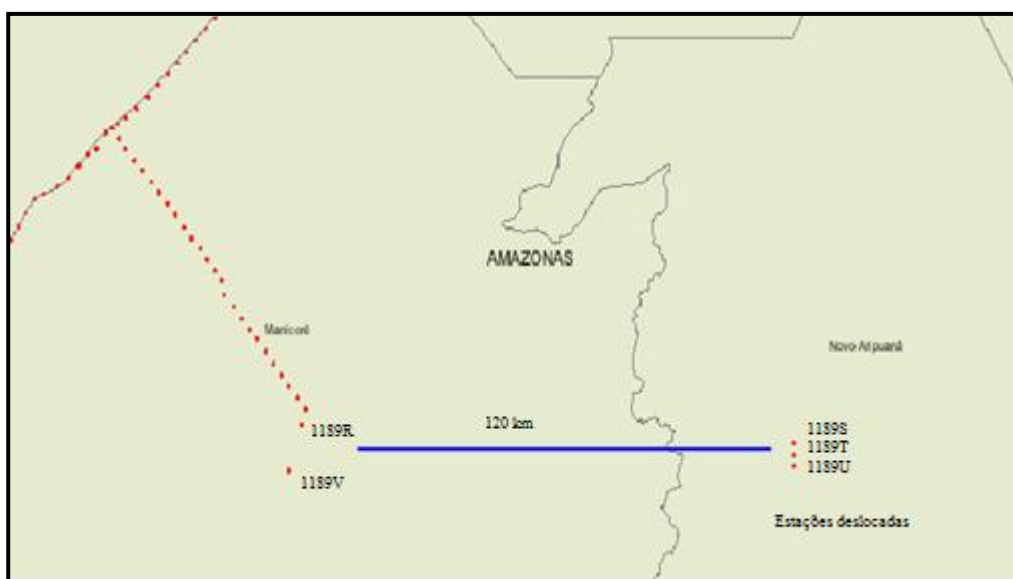 AMAZONAS
Manicoré
Novo Aripuanã
120 km
1189R
1189S
1189T
1189U
1189V
Estações deslocadas